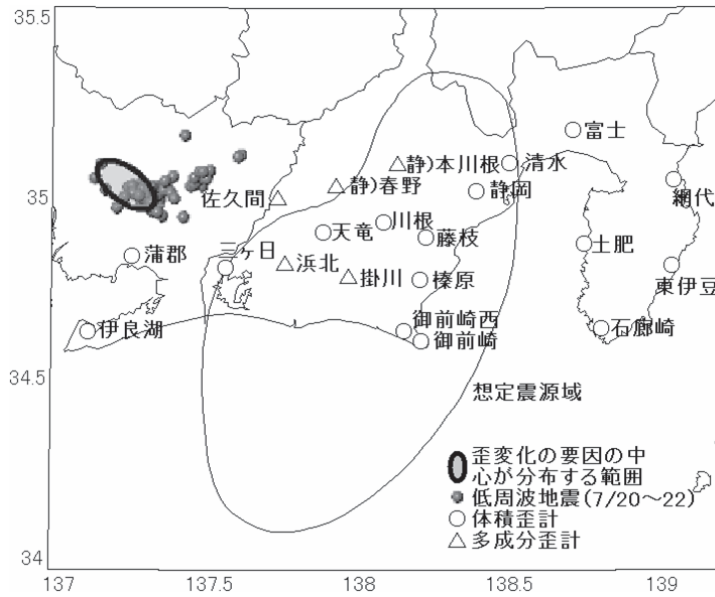 35.5
富士
静)本川根
清水
35
静)春野
静岡
網代
佐久間
天竜
川根
藤枝
土肥
蒲郡
三ヶ日
浜北
掛川
榛原
東伊豆
伊良湖
御前崎西
御前崎
石廊崎
34.5
想定震源域
歪変化の要因の中
心が分布する範囲
低周波地震(7/20～22)
体積歪計
多成分歪計
34
137
137.5
138
138.5
139